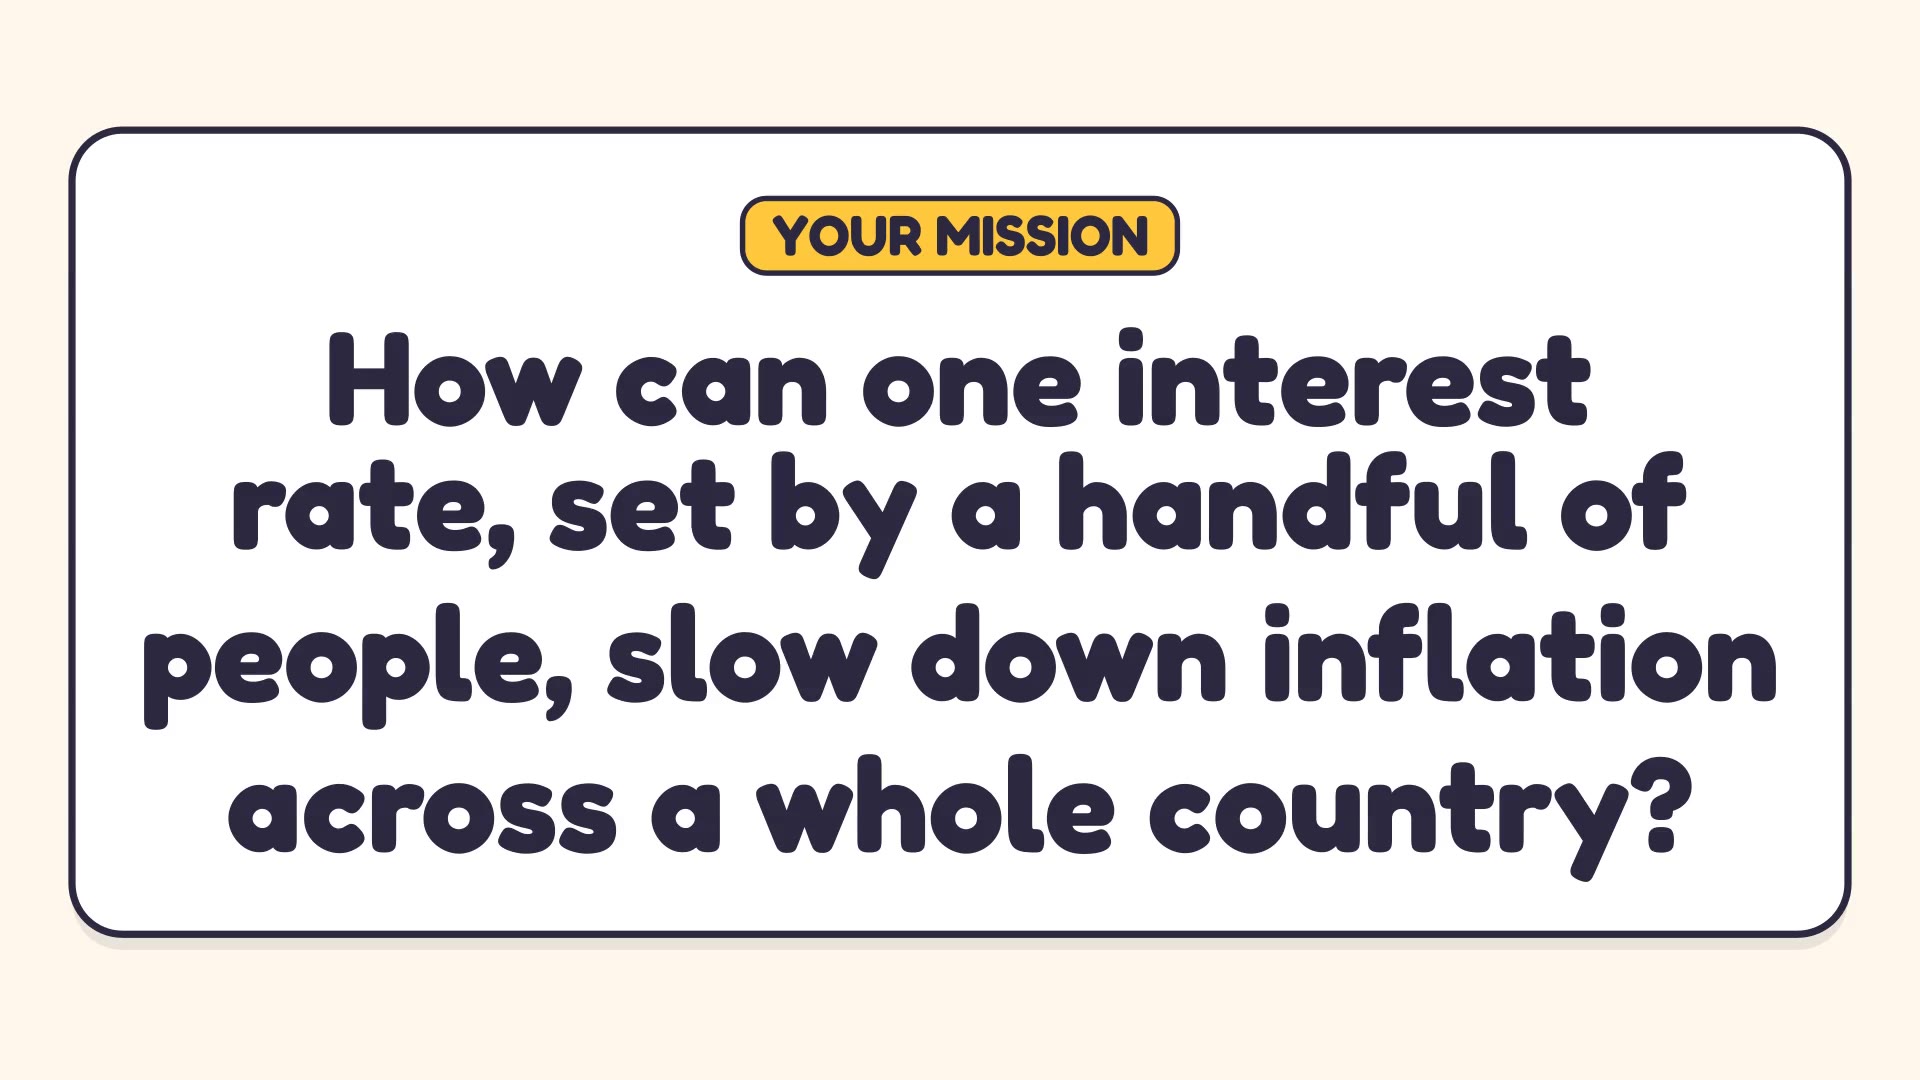 YOUR MISSION
How can one interest
rate, set by a handful of
people, slow down inflation
across a whole country?